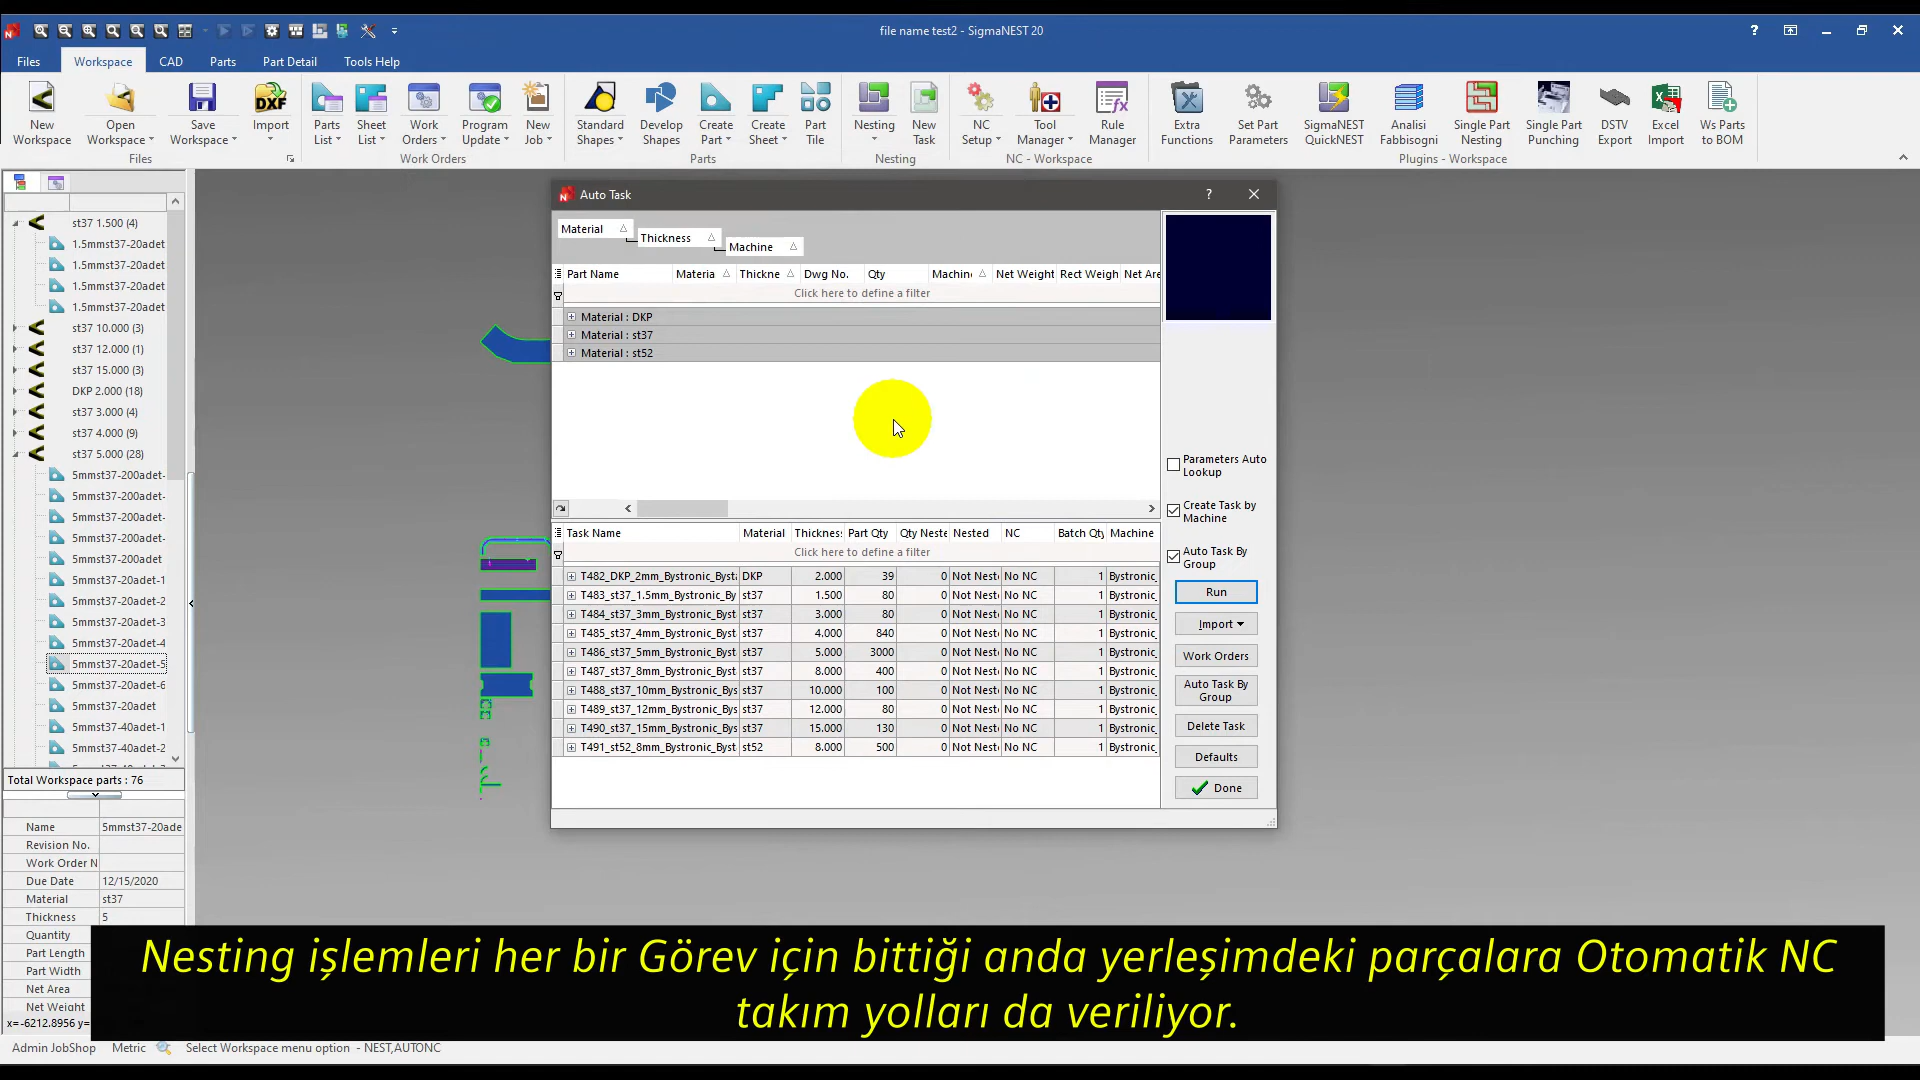 file name test2 - SigmaNEST 20
Files
Workspace
CAD
Parts
Part Detail
Tools Help
New Workspace
Open Workspace
Save Workspace
DXF
Import
Parts List
Sheet List
Work Orders
Program Update
New Job
Standard Shapes
Develop Shapes
Create Part
Create Sheet
Part Tile
Nesting
New Task
NC Setup
Tool Manager
Rule Manager
Extra Functions
Set Part Parameters
SigmaNEST QuickNEST
Analisi Fabbisogni
Single Part Nesting
Single Part Punching
DSTV Export
Excel Import
Ws Parts to BOM
Files
Work Orders
Parts
Nesting
NC - Workspace
Plugins - Workspace
st37 1.500 (4)
1.5mmst37-20adet
1.5mmst37-20adet
1.5mmst37-20adet
1.5mmst37-20adet
st37 10.000 (3)
st37 12.000 (1)
st37 15.000 (3)
DKP 2.000 (18)
st37 3.000 (4)
st37 4.000 (9)
st37 5.000 (28)
5mmst37-200adet-
5mmst37-200adet-
5mmst37-200adet-
5mmst37-200adet-
5mmst37-200adet
5mmst37-20adet-1
5mmst37-20adet-2
5mmst37-20adet-3
5mmst37-20adet-4
5mmst37-20adet-5
5mmst37-20adet-6
5mmst37-20adet
5mmst37-40adet-1
5mmst37-40adet-2
Total Workspace parts : 76
Name 5mmst37-20ade
Revision No.
Work Order N
Due Date 12/15/2020
Material st37
Thickness 5
Quantity
Part Length
Part Width
Net Area
Net Weight
x=-6212.8956 y=
Auto Task
Material
Thickness
Machine
Part Name Materia Thickne Dwg No. Qty Machin Net Weight Rect Weigh Net Are
Click here to define a filter
Material : DKP
Material : st37
Material : st52
Task Name Material Thickness Part Qty Qty Neste Nested NC Batch Qty Machine
Click here to define a filter
T482_DKP_2mm_Bystronic_Byst DKP 2.000 39 0 Not Nest No NC 1 Bystronic_
T483_st37_1.5mm_Bystronic_By st37 1.500 80 0 Not Nest No NC 1 Bystronic_
T484_st37_3mm_Bystronic_Byst st37 3.000 80 0 Not Nest No NC 1 Bystronic_
T485_st37_4mm_Bystronic_Byst st37 4.000 840 0 Not Nest No NC 1 Bystronic_
T486_st37_5mm_Bystronic_Byst st37 5.000 3000 0 Not Nest No NC 1 Bystronic_
T487_st37_8mm_Bystronic_Byst st37 8.000 400 0 Not Nest No NC 1 Bystronic_
T488_st37_10mm_Bystronic_Bys st37 10.000 100 0 Not Nest No NC 1 Bystronic_
T489_st37_12mm_Bystronic_Bys st37 12.000 80 0 Not Nest No NC 1 Bystronic_
T490_st37_15mm_Bystronic_Bys st37 15.000 130 0 Not Nest No NC 1 Bystronic_
T491_st52_8mm_Bystronic_Byst st52 8.000 500 0 Not Nest No NC 1 Bystronic_
Parameters Auto
Lookup
Create Task by
Machine
Auto Task By
Group
Run
Import
Work Orders
Auto Task By
Group
Delete Task
Defaults
Done
Nesting işlemleri her bir Görev için bittiği anda yerleşimdeki parçalara Otomatik NC
takım yolları da veriliyor.
Admin JobShop Metric Select Workspace menu option - NEST,AUTONC